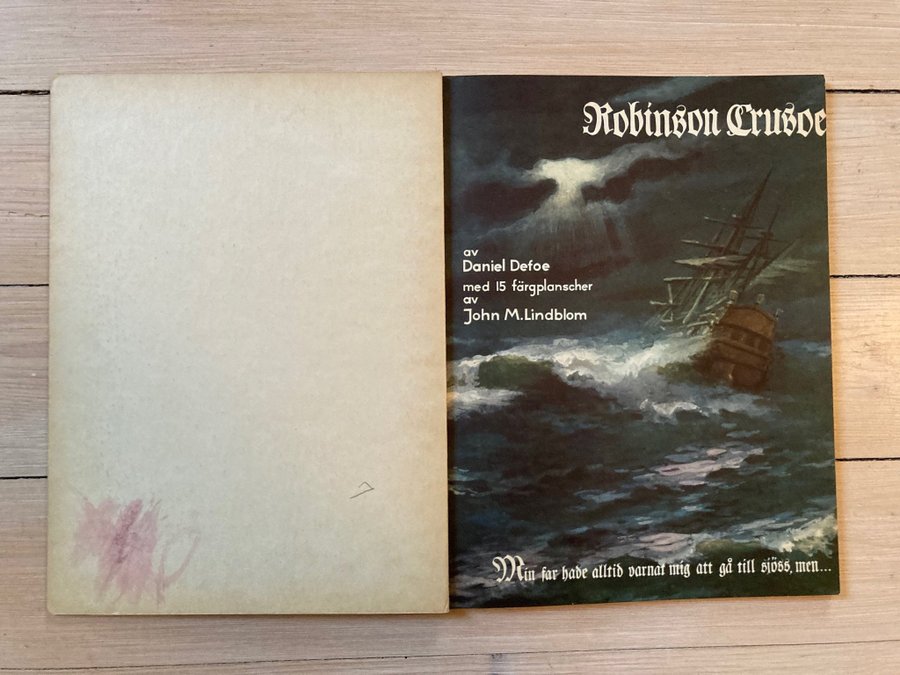 Robinson Crusoe
av
Daniel Defoe
med 15 färgplanscher
av
John M. Lindblom
Min far hade alltid varnat mig att gå till sjöss, men...